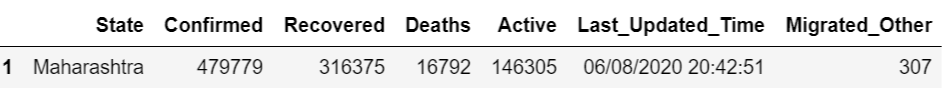 State Confirmed Recovered Deaths Active Last_Updated_Time Migrated_Other
1 Maharashtra 479779 316375 16792 146305 06/08/2020 20:42:51 307